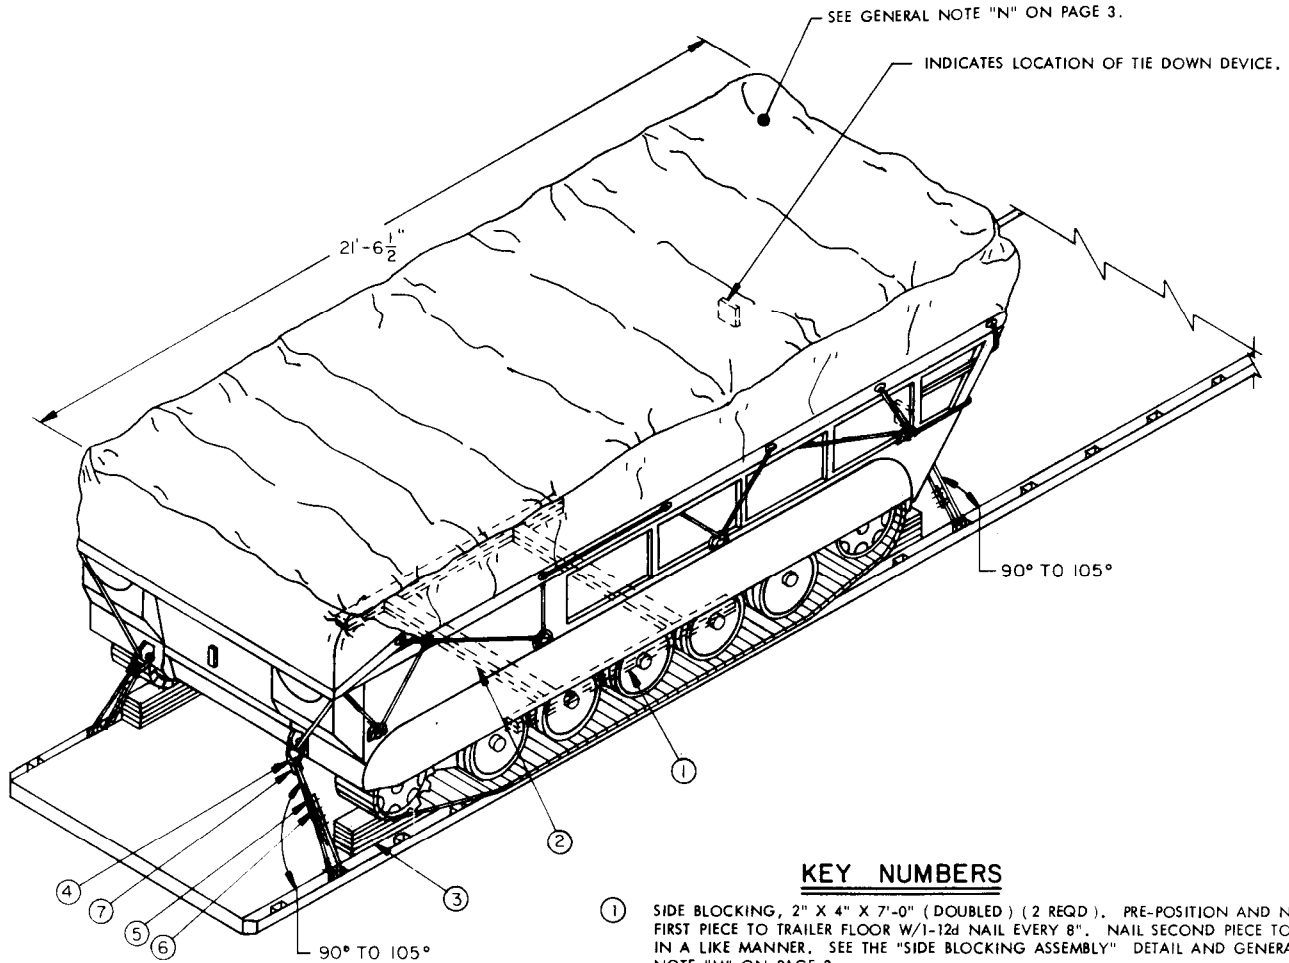 SEE GENERAL NOTE "N" ON PAGE 3.
INDICATES LOCATION OF TIE DOWN DEVICE.
21'-6 1/2"
90° TO 105°
1
2
3
4
7
5
6
90° TO 105°
KEY NUMBERS
1 SIDE BLOCKING, 2" X 4" X 7'-0" (DOUBLED) (2 REQD). PRE-POSITION AND N
FIRST PIECE TO TRAILER FLOOR W/1-12d NAIL EVERY 8". NAIL SECOND PIECE TO
IN A LIKE MANNER. SEE THE "SIDE BLOCKING ASSEMBLY" DETAIL AND GENERA